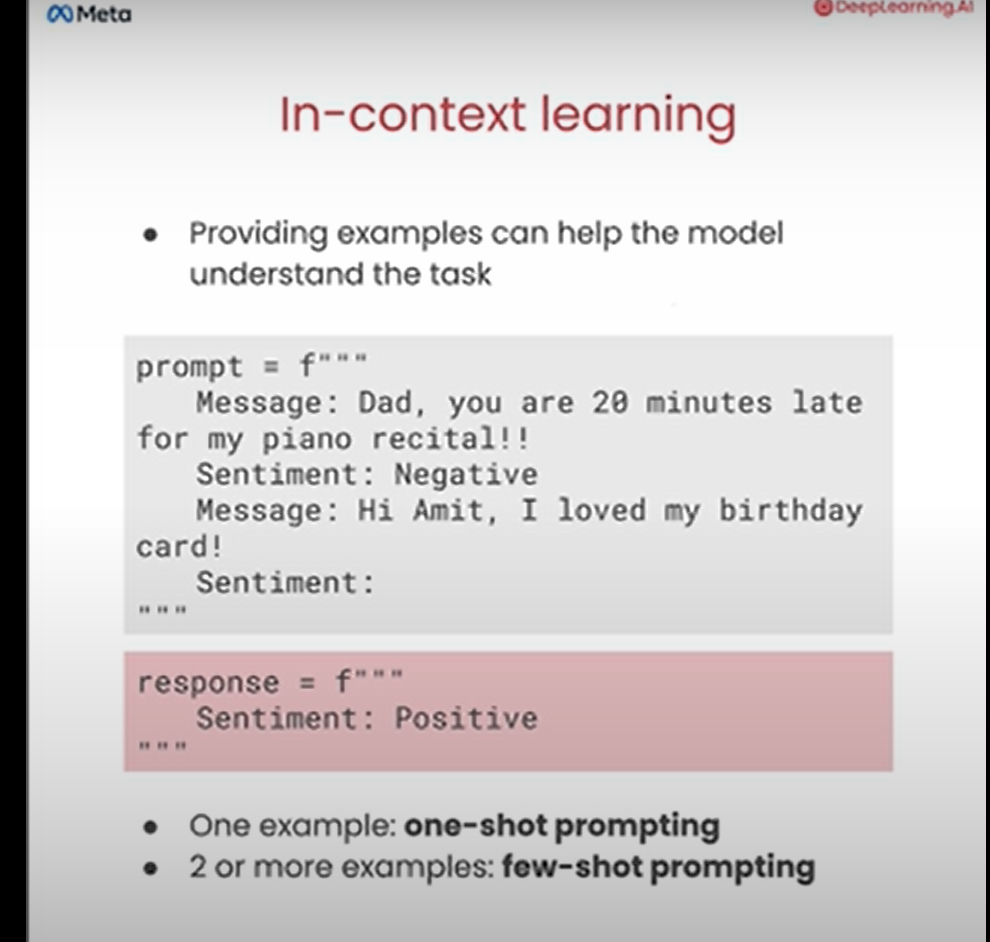 Meta
DeepLearning.AI
In-context learning
● Providing examples can help the model
understand the task
prompt = f"""
Message: Dad, you are 20 minutes late
for my piano recital!!
Sentiment: Negative
Message: Hi Amit, I loved my birthday
card!
Sentiment:
"""
response = f"""
Sentiment: Positive
"""
● One example: one-shot prompting
● 2 or more examples: few-shot prompting